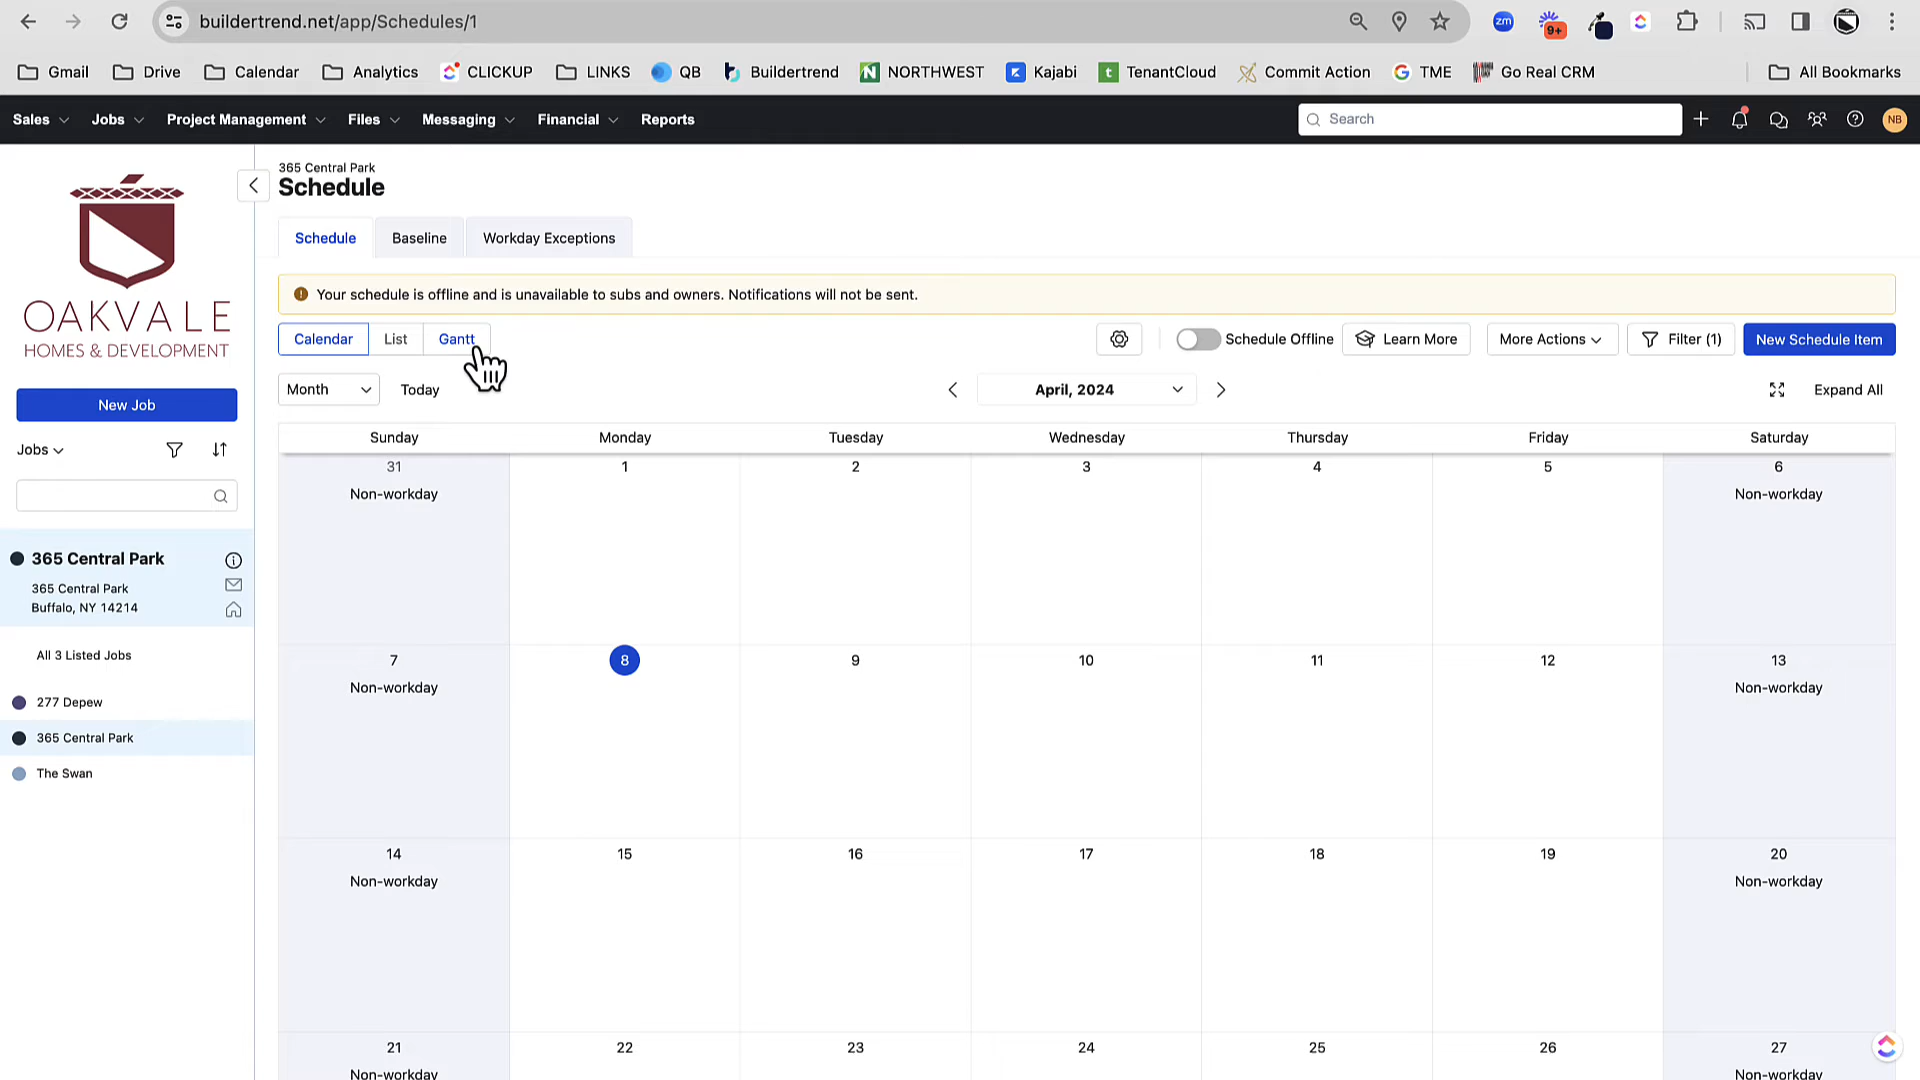 buildertrend.net/app/Schedules/1
zm
9+
Gmail
Drive
Calendar
Analytics
CLICKUP
LINKS
QB
Buildertrend
NORTHWEST
Kajabi
TenantCloud
Commit Action
TME
Go Real CRM
All Bookmarks
Sales
Jobs
Project Management
Files
Messaging
Financial
Reports
Search
NB
OAKVALE
HOMES & DEVELOPMENT
New Job
Jobs
365 Central Park
365 Central Park
Buffalo, NY 14214
All 3 Listed Jobs
277 Depew
365 Central Park
The Swan
365 Central Park
Schedule
Schedule
Baseline
Workday Exceptions
Your schedule is offline and is unavailable to subs and owners. Notifications will not be sent.
Calendar
List
Gantt
Schedule Offline
Learn More
More Actions
Filter (1)
New Schedule Item
Month
Today
April, 2024
Expand All
Sunday
Monday
Tuesday
Wednesday
Thursday
Friday
Saturday
31
1
2
3
4
5
6
Non-workday
Non-workday
7
8
9
10
11
12
13
Non-workday
Non-workday
14
15
16
17
18
19
20
Non-workday
Non-workday
21
22
23
24
25
26
27
Non-workday
Non-workday